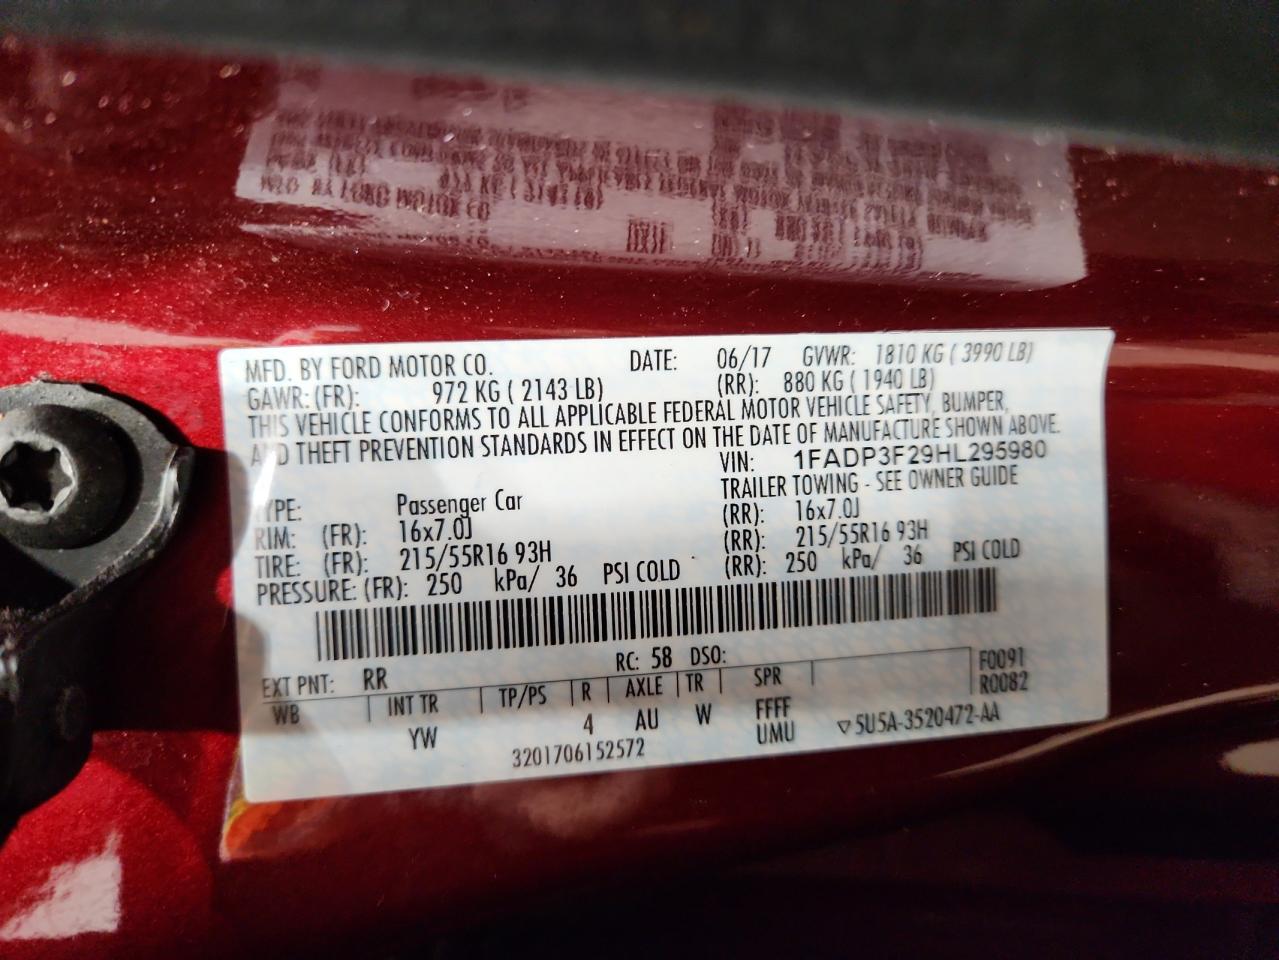 MFD. BY FORD MOTOR CO. DATE: 06/17 GVWR: 1810 KG ( 3990 LB)
GAWR: (FR): 972 KG ( 2143 LB) (RR): 880 KG ( 1940 LB)
THIS VEHICLE CONFORMS TO ALL APPLICABLE FEDERAL MOTOR VEHICLE SAFETY, BUMPER,
AND THEFT PREVENTION STANDARDS IN EFFECT ON THE DATE OF MANUFACTURE SHOWN ABOVE.
VIN: 1FADP3F29HL295980
TYPE: Passenger Car TRAILER TOWING - SEE OWNER GUIDE
RIM: (FR): 16x7.0J (RR): 16x7.0J
TIRE: (FR): 215/55R16 93H (RR): 215/55R16 93H
PRESSURE: (FR): 250 kPa/ 36 PSI COLD (RR): 250 kPa/ 36 PSI COLD
EXT PNT: RR RC: 58 DSO: F0091
WB INT TR TP/PS R AXLE TR SPR R0082
YW 4 AU W FFFF
UMU
3201706152572 ▽5U5A-3520472-AA